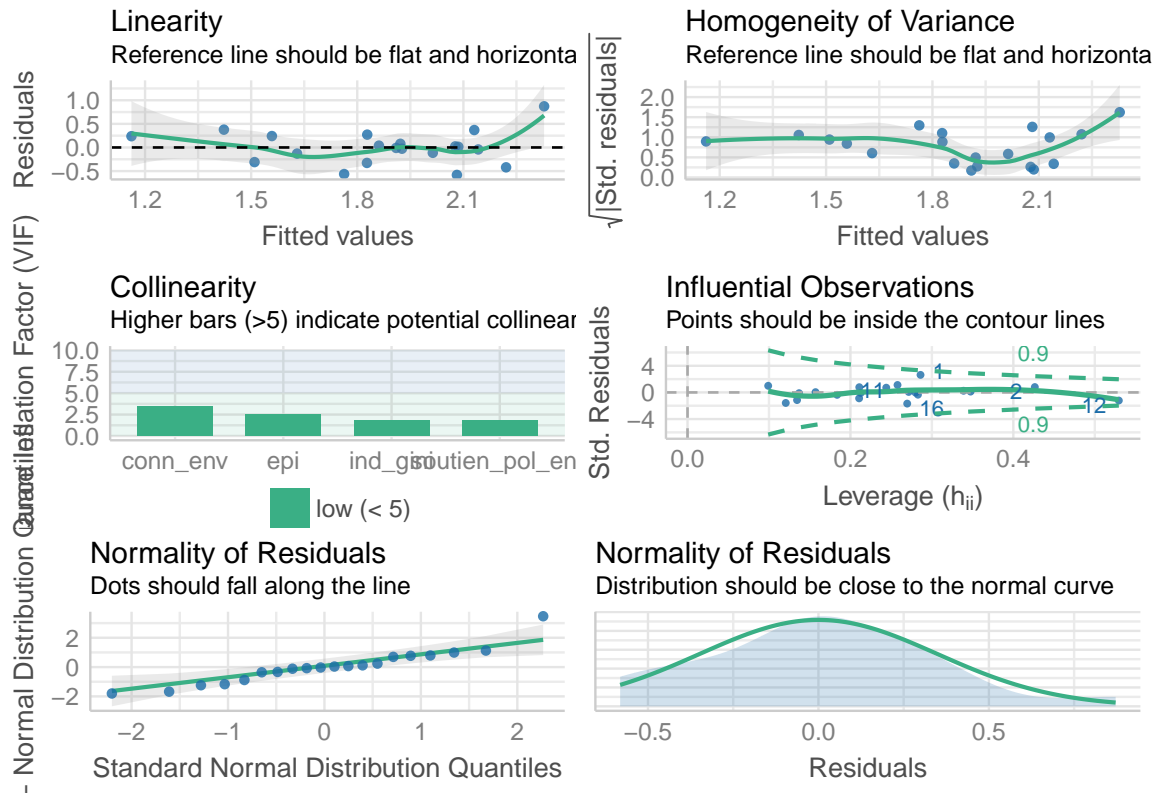 Linearity
Reference line should be flat and horizonta
Residuals
1.0
0.5
0.0
−0.5
1.2
1.5
1.8
2.1
Fitted values
Homogeneity of Variance
Reference line should be flat and horizonta
√|Std. residuals|
2.0
1.5
1.0
0.5
0.0
1.2
1.5
1.8
2.1
Fitted values
Collinearity
Higher bars (>5) indicate potential collinear
Factor (VIF)
10.0
7.5
5.0
2.5
0.0
conn_env
epi
ind_gini
soutien_pol_en
low (< 5)
Influential Observations
Points should be inside the contour lines
Std. Residuals
4
0
−4
0.9
1
11
2
16
12
0.9
0.0
0.2
0.4
Leverage (hii)
Normality of Residuals
Dots should fall along the line
− Normal Distribution
2
0
−2
−2
−1
0
1
2
Standard Normal Distribution Quantiles
Normality of Residuals
Distribution should be close to the normal curve
−0.5
0.0
0.5
Residuals